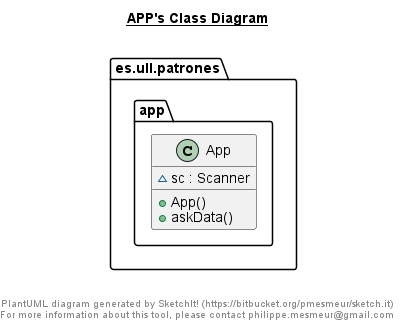 APP's Class Diagram
es.ull.patrones
app
C App
sc : Scanner
App()
askData()
PlantUML diagram generated by SketchIt! (https://bitbucket.org/pmesmeur/sketch.it)
For more information about this tool, please contact philippe.mesmeur@gmail.com